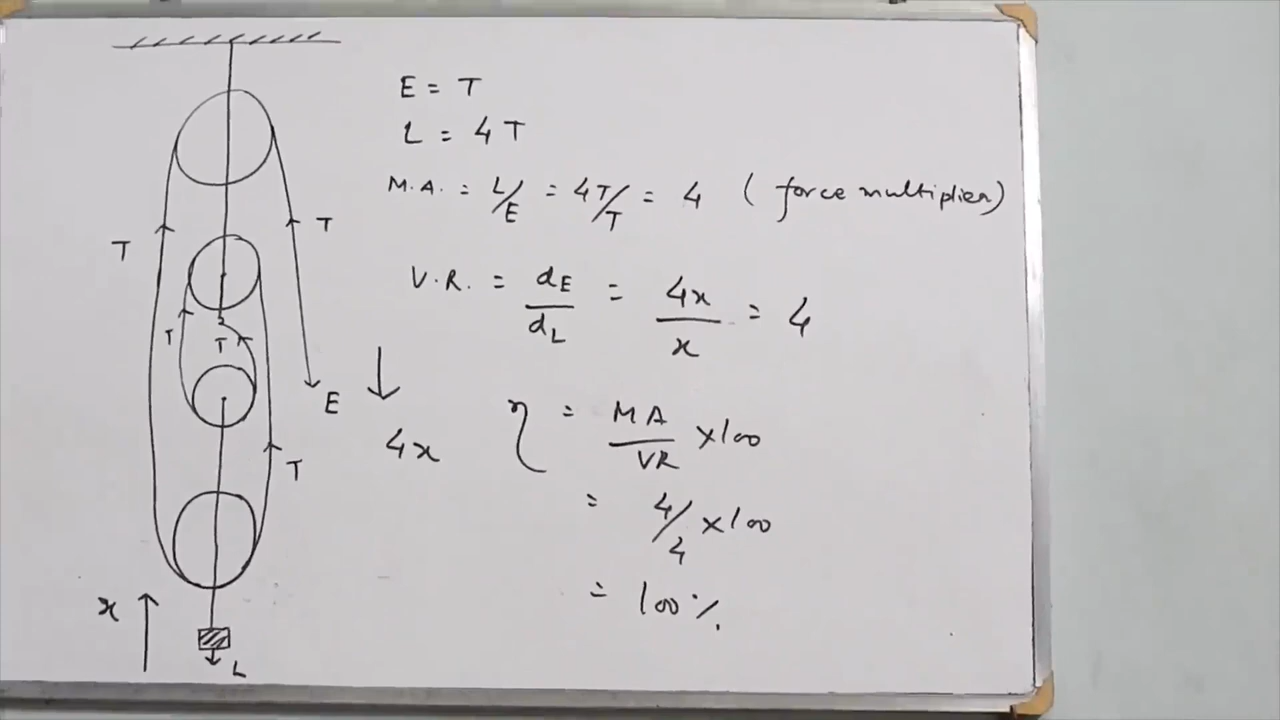 E = T
L = 4T
M.A. = L/E = 4T/T = 4 (force multiplier)
V.R. = dE/dL = 4x/x = 4
η = MA/VR ×100
= 4/4 ×100
= 100%
T
T
T
T
T
E
4x
x
L